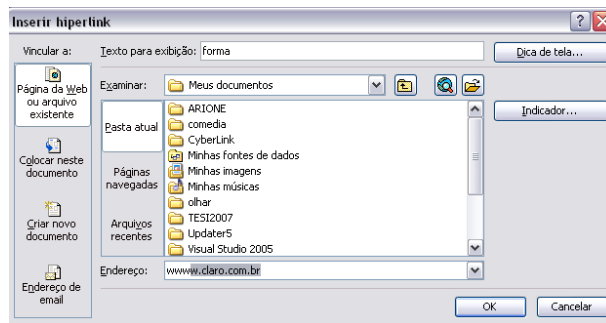 Inserir hiperlink
Vincular a:
Texto para exibição: forma
Dica de tela...
Página da Web
ou arquivo
existente
Examinar: Meus documentos
Indicador...
Pasta atual
ARIONE
comedia
CyberLink
Minhas fontes de dados
Minhas imagens
Minhas músicas
olhar
TESI2007
Updater5
Visual Studio 2005
Colocar neste
documento
Páginas
navegadas
Criar novo
documento
Arquivos
recentes
Endereço: wwww.claro.com.br
Endereço de
email
OK
Cancelar